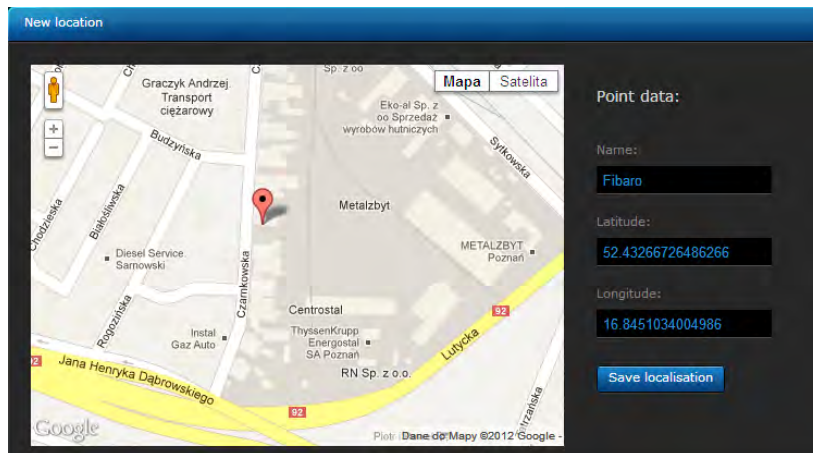 New location
Sp. z oo
Mapa
Satelita
Graczyk Andrzej
Transport
ciężarowy
Eko-al Sp. z
oo Sprzedaż
wyrobów hutniczych
Budzyńska
Sytkowska
Chodzieska
Białośliwska
Metalzbyt
METALZBYT
Poznań
Diesel Service
Sarnowski
Czarnkowska
Rogozińska
Centrostal
92
Instal
Gaz Auto
ThyssenKrupp
Energostal
SA Poznań
Lutycka
92
Jana Henryka Dąbrowskiego
RN Sp. z o.o.
92
Google
Piotr
Dane do Mapy ©2012 Google -
Point data:
Name:
Fibaro
Latitude:
52.43266726486266
Longitude:
16.8451034004986
Save localisation